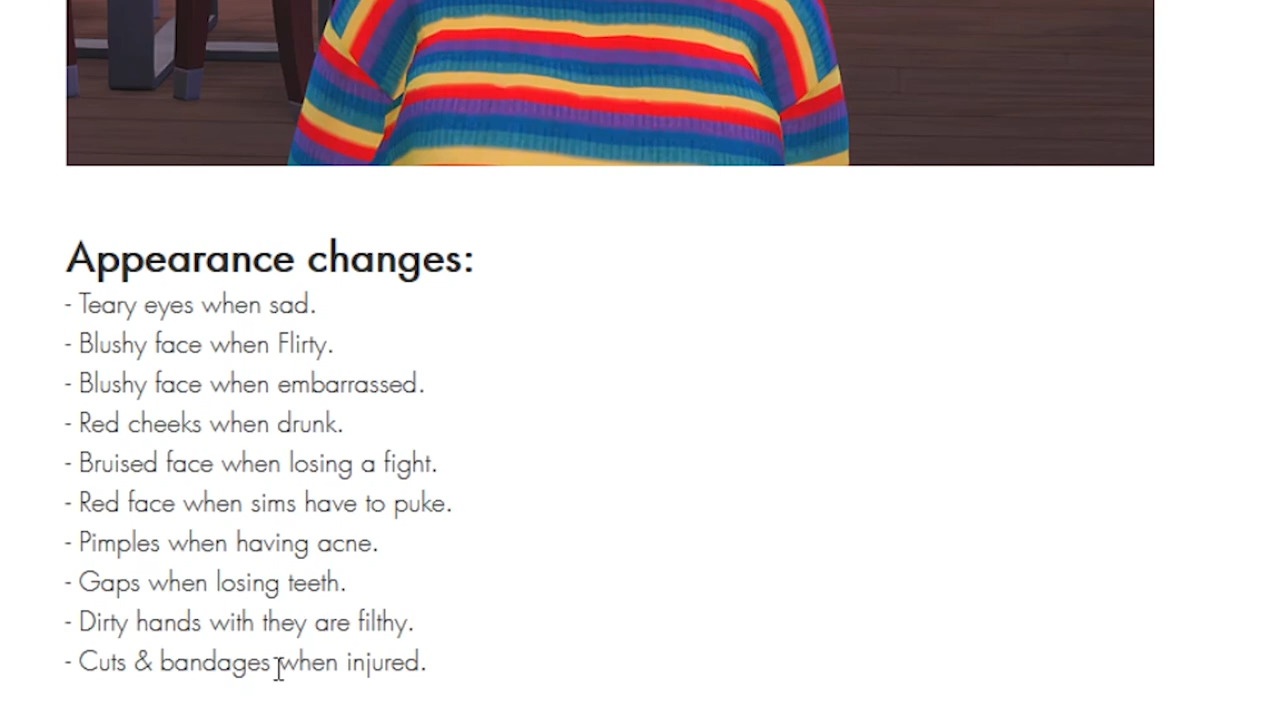 Appearance changes:
- Teary eyes when sad.
- Blushy face when Flirty.
- Blushy face when embarrassed.
- Red cheeks when drunk.
- Bruised face when losing a fight.
- Red face when sims have to puke.
- Pimples when having acne.
- Gaps when losing teeth.
- Dirty hands with they are filthy.
- Cuts & bandages when injured.